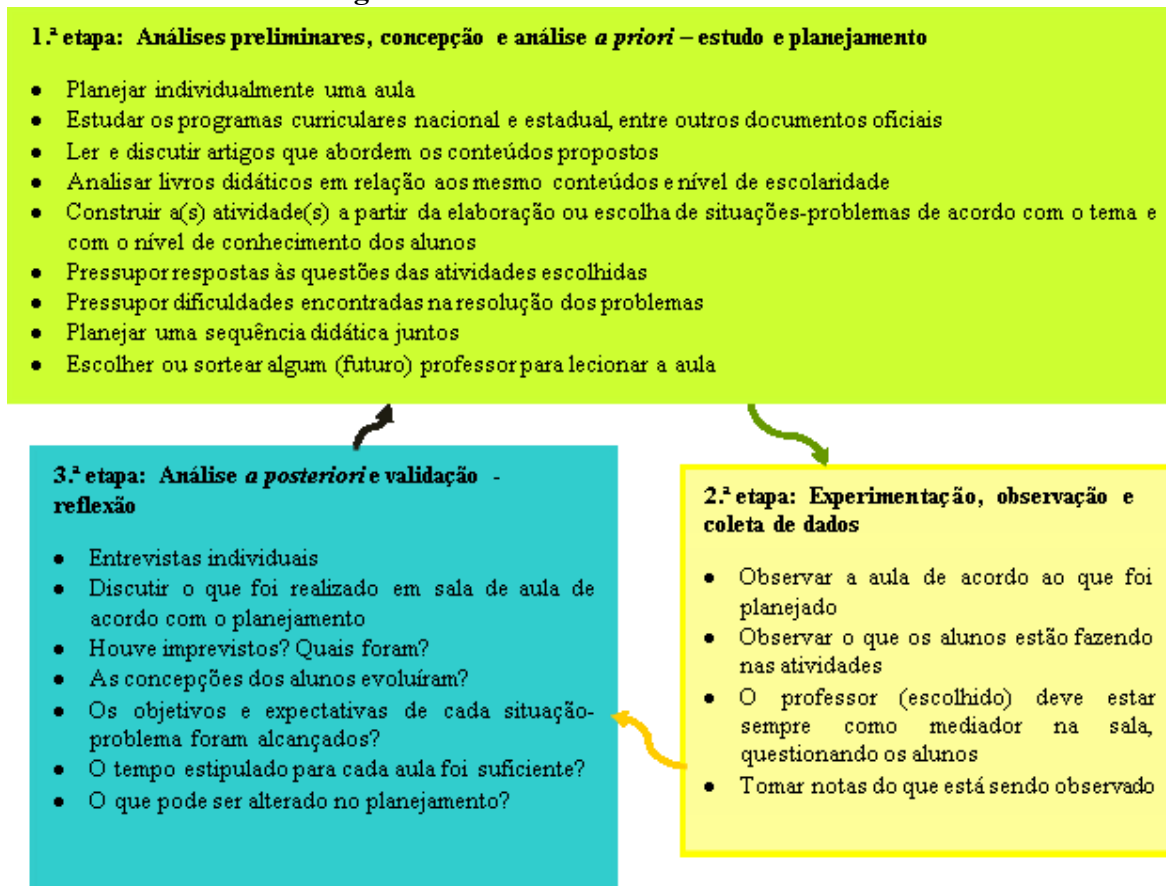 1.ª etapa: Análises preliminares, concepção e análise a priori – estudo e planejamento
● Planejar individualmente uma aula
● Estudar os programas curriculares nacional e estadual, entre outros documentos oficiais
● Ler e discutir artigos que abordem os conteúdos propostos
● Analisar livros didáticos em relação aos mesmo conteúdos e nível de escolaridade
● Construir a(s) atividade(s) a partir da elaboração ou escolha de situações-problemas de acordo com o tema e
com o nível de conhecimento dos alunos
● Pressupor respostas às questões das atividades escolhidas
● Pressupor dificuldades encontradas na resolução dos problemas
● Planejar uma sequência didática juntos
● Escolher ou sortear algum (futuro) professor para lecionar a aula
3.ª etapa: Análise a posteriori e validação -
reflexão
● Entrevistas individuais
● Discutir o que foi realizado em sala de aula de
acordo com o planejamento
● Houve imprevistos? Quais foram?
● As concepções dos alunos evoluíram?
● Os objetivos e expectativas de cada situação-
problema foram alcançados?
● O tempo estipulado para cada aula foi suficiente?
● O que pode ser alterado no planejamento?
2.ª etapa: Experimentação, observação e
coleta de dados
● Observar a aula de acordo ao que foi
planejado
● Observar o que os alunos estão fazendo
nas atividades
● O professor (escolhido) deve estar
sempre como mediador na sala,
questionando os alunos
● Tomar notas do que está sendo observado